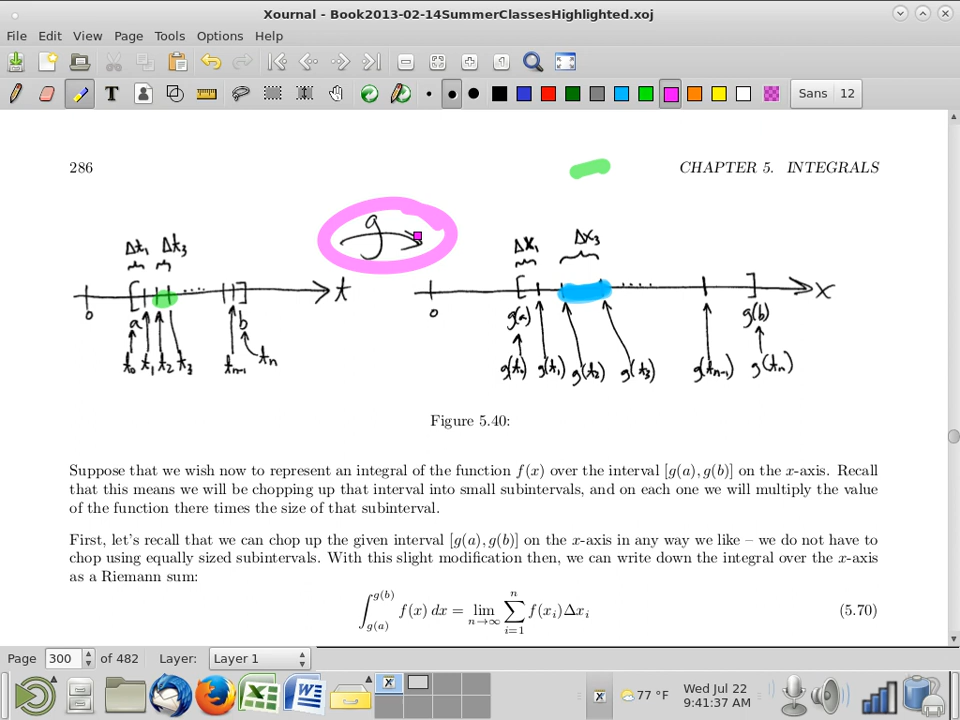 Xournal - Book2013-02-14SummerClassesHighlighted.xoj
File Edit View Page Tools Options Help
Sans 12
286
CHAPTER 5. INTEGRALS
g
Δt₁ Δt₃
Δx₁ Δx₃
0 [ a b ] t
0 [ g(a) g(b) ] x
....
t₀ t₁ t₂ t₃ tₙ₋₁ tₙ
g(t₀) g(t₁) g(t₂) g(t₃) g(tₙ₋₁) g(tₙ)
Figure 5.40:
Suppose that we wish now to represent an integral of the function f(x) over the interval [g(a), g(b)] on the x-axis. Recall
that this means we will be chopping up that interval into small subintervals, and on each one we will multiply the value
of the function there times the size of that subinterval.
First, let's recall that we can chop up the given interval [g(a), g(b)] on the x-axis in any way we like – we do not have to
chop using equally sized subintervals. With this slight modification then, we can write down the integral over the x-axis
as a Riemann sum:
∫_{g(a)}^{g(b)} f(x) dx = lim_{n→∞} ∑_{i=1}^{n} f(x_i)Δx_i (5.70)
Page 300 of 482 Layer: Layer 1
77 °F
Wed Jul 22
9:41:37 AM